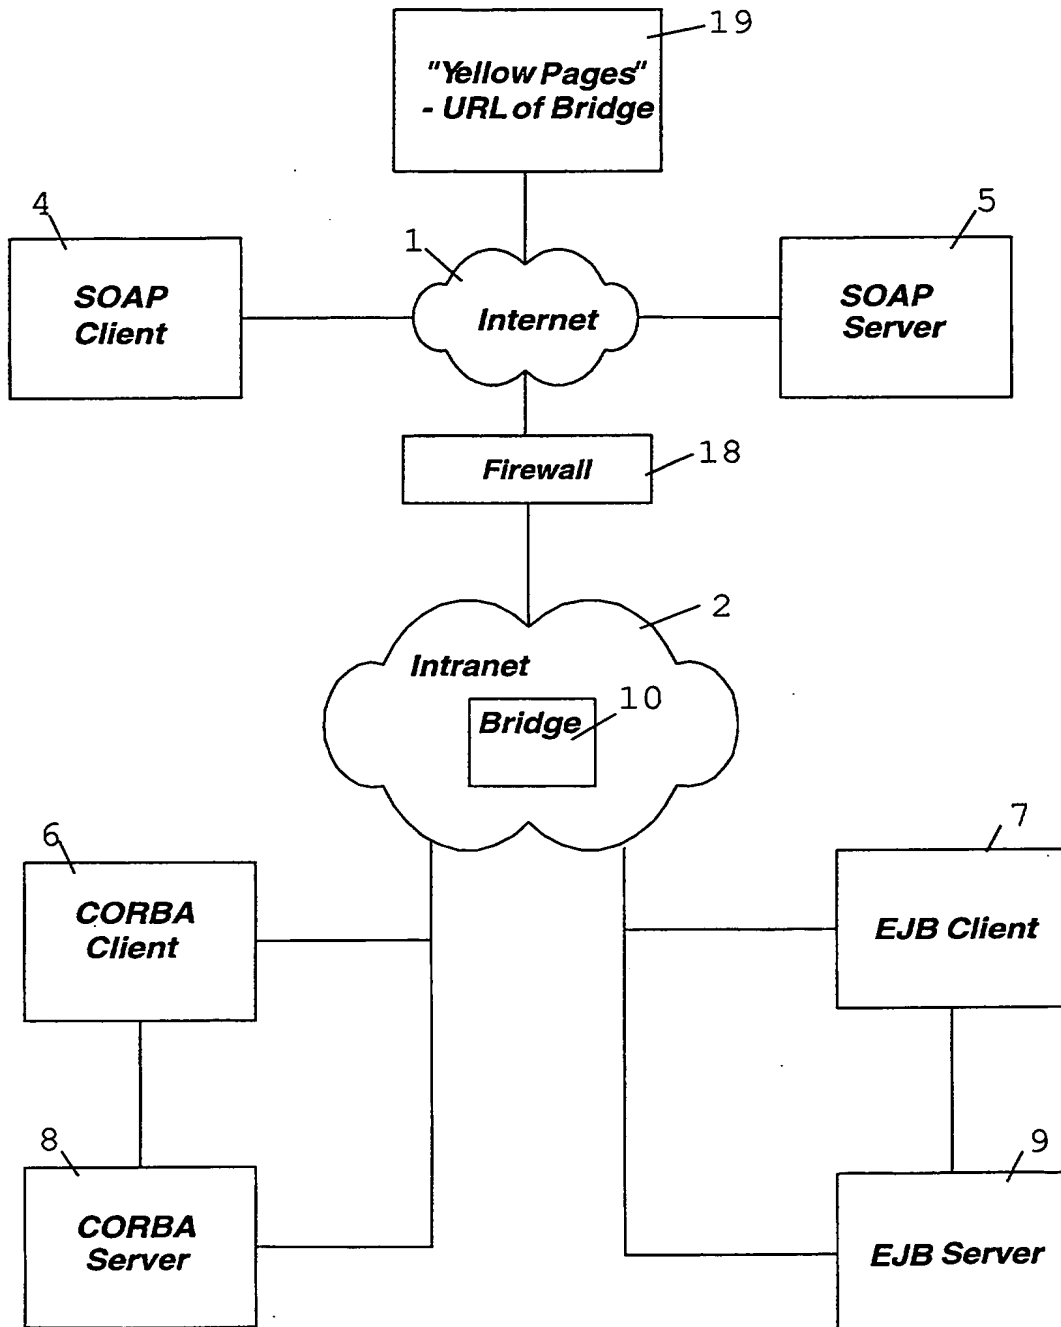 19
"Yellow Pages"
- URL of Bridge
4
SOAP
Client
1
Internet
5
SOAP
Server
Firewall
18
2
Intranet
Bridge
10
6
CORBA
Client
7
EJB Client
8
CORBA
Server
9
EJB Server